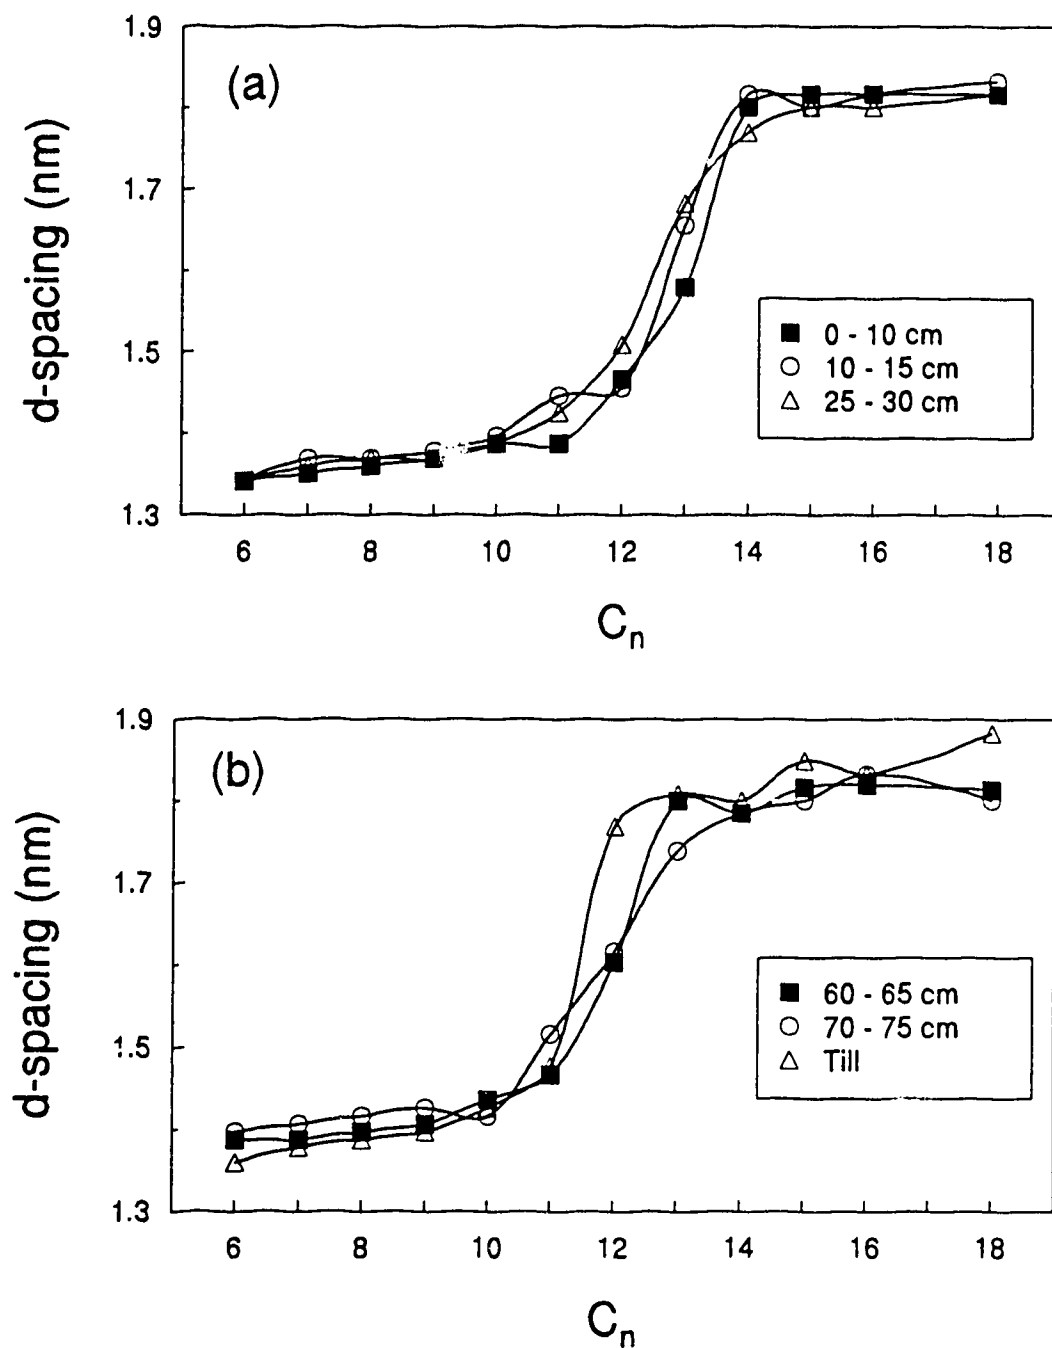 1.9
(a)
1.7
d-spacing (nm)
1.5
0 - 10 cm
10 - 15 cm
25 - 30 cm
1.3
6 8 10 12 14 16 18
Cₙ
1.9
(b)
1.7
d-spacing (nm)
1.5
60 - 65 cm
70 - 75 cm
Till
1.3
6 8 10 12 14 16 18
Cₙ